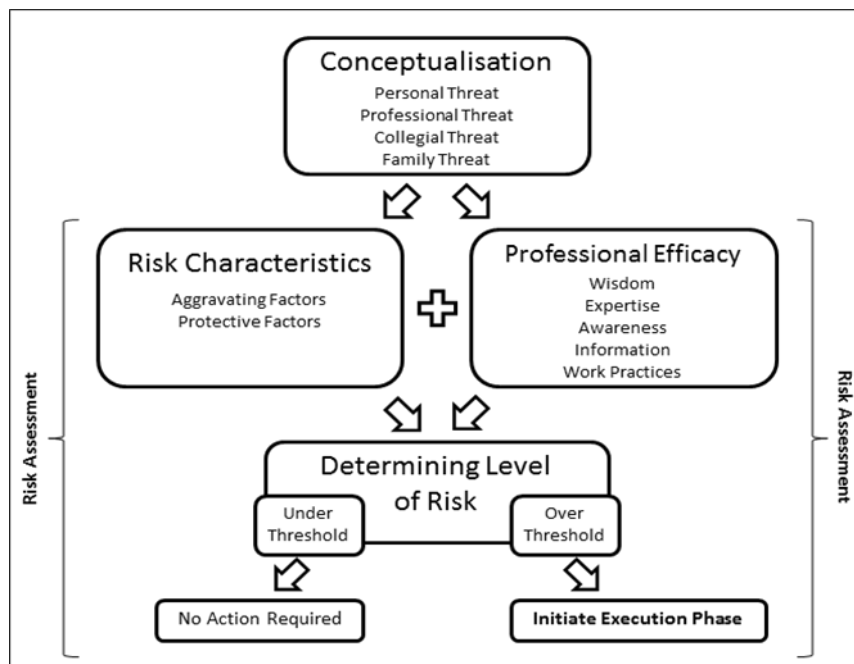 Conceptualisation
Personal Threat
Professional Threat
Collegial Threat
Family Threat
Risk Characteristics
Aggravating Factors
Protective Factors
Professional Efficacy
Wisdom
Expertise
Awareness
Information
Work Practices
Risk Assessment
Risk Assessment
Determining Level
of Risk
Under
Threshold
Over
Threshold
No Action Required
Initiate Execution Phase